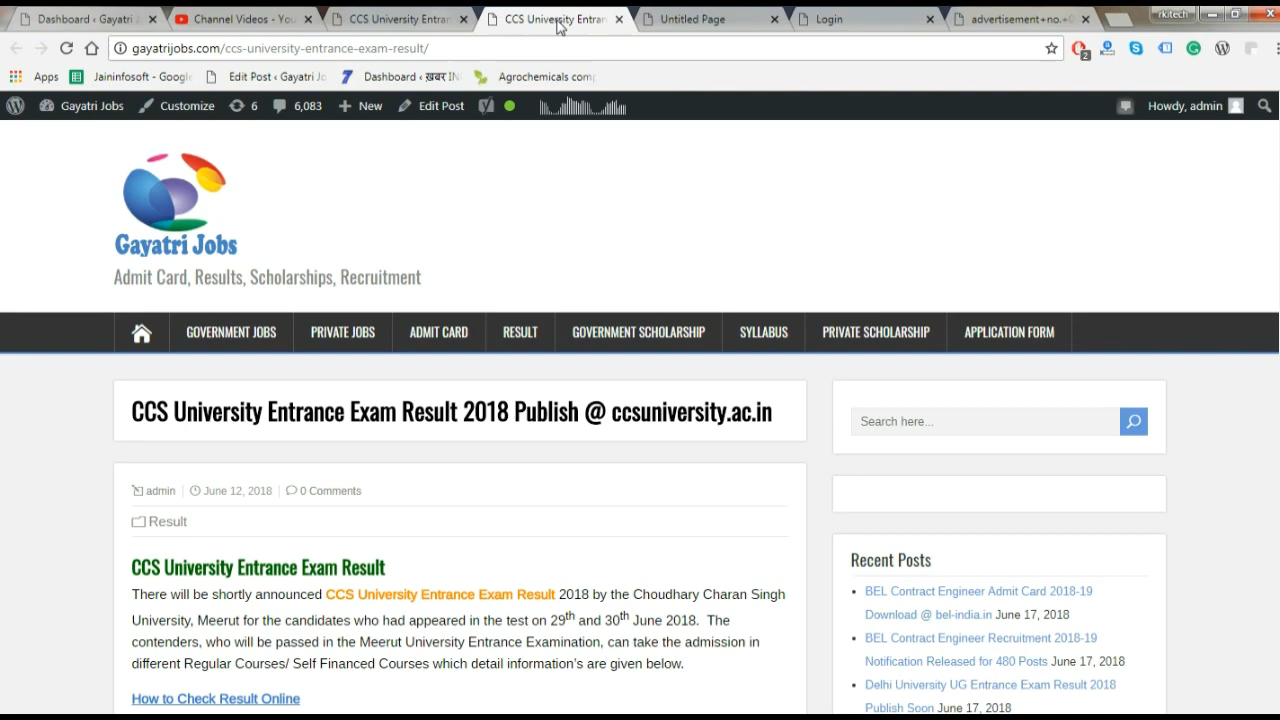 Dashboard ‹ Gayatri J
Channel Videos - You
CCS University Entran
CCS University Entran
Untitled Page
Login
advertisement+no.+0
rkitech
gayatrijobs.com/ccs-university-entrance-exam-result/
2
Apps
Jaininfosoft - Google
Edit Post ‹ Gayatri Jo
Dashboard ‹ ख़बर IN
Agrochemicals comp
Gayatri Jobs
Customize
6
6,083
New
Edit Post
Howdy, admin
Gayatri Jobs
Admit Card, Results, Scholarships, Recruitment
GOVERNMENT JOBS
PRIVATE JOBS
ADMIT CARD
RESULT
GOVERNMENT SCHOLARSHIP
SYLLABUS
PRIVATE SCHOLARSHIP
APPLICATION FORM
CCS University Entrance Exam Result 2018 Publish @ ccsuniversity.ac.in
admin
June 12, 2018
0 Comments
Result
CCS University Entrance Exam Result
There will be shortly announced CCS University Entrance Exam Result 2018 by the Choudhary Charan Singh
University, Meerut for the candidates who had appeared in the test on 29th and 30th June 2018. The
contenders, who will be passed in the Meerut University Entrance Examination, can take the admission in
different Regular Courses/ Self Financed Courses which detail information's are given below.
How to Check Result Online
Search here...
Recent Posts
BEL Contract Engineer Admit Card 2018-19
Download @ bel-india.in June 17, 2018
BEL Contract Engineer Recruitment 2018-19
Notification Released for 480 Posts June 17, 2018
Delhi University UG Entrance Exam Result 2018
Publish Soon June 17, 2018